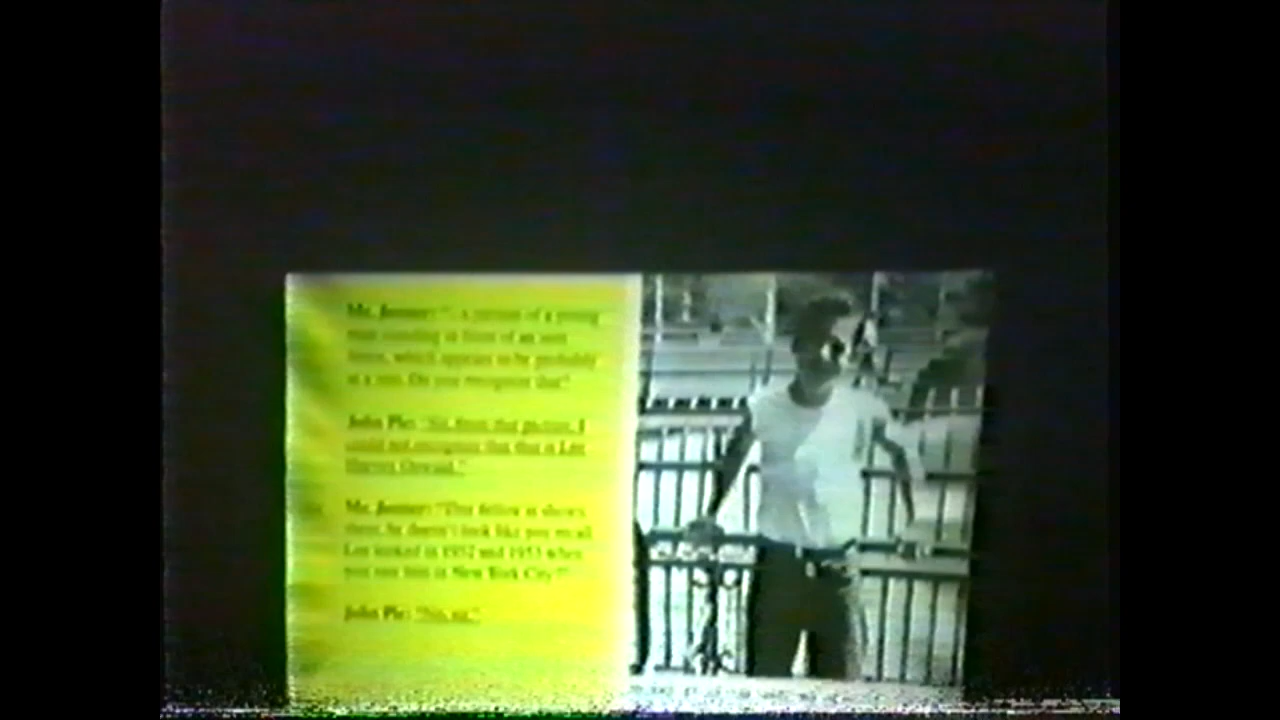 Mr. Jenner: "a picture of a young
man standing in front of an iron
fence, which appears to be probably
at a zoo. Do you recognize that"
John Pic: "Sir, from that picture, I
could not recognize that that is Lee
Harvey Oswald."
Mr. Jenner: "That fellow is shown
there, he doesn't look like you recall
Lee looked in 1952 and 1953 when
you saw him in New York City?"
John Pic: "No, sir."